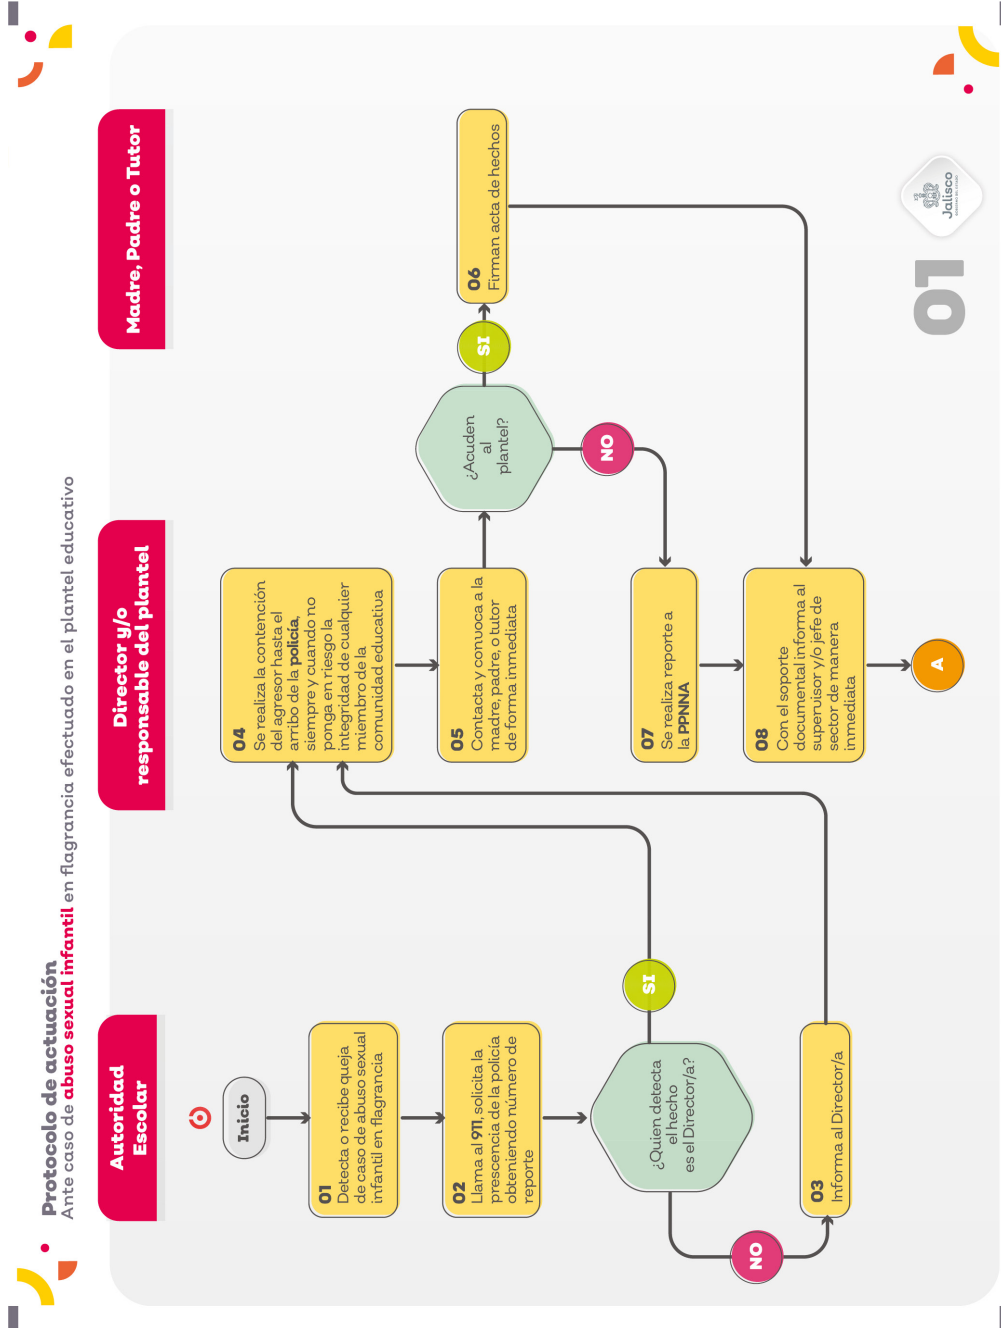 Protocolo de actuación
Ante caso de abuso sexual infantil en flagrancia efectuado en el plantel educativo
Autoridad
Escolar
Director y/o
responsable del plantel
Madre, Padre o Tutor
Inicio
01
Detecta o recibe queja
de caso de abuso sexual
infantil en flagrancia
02
Llama al 911, solicita la
prescencia de la policía
obteniendo número de
reporte
¿Quien detecta
el hecho
es el Director/a?
SI
NO
03
Informa al Director/a
04
Se realiza la contención
del agresor hasta el
arribo de la policía,
siempre y cuando no
ponga en riesgo la
integridad de cualquier
miembro de la
comunidad educativa
05
Contacta y convoca a la
madre, padre, o tutor
de forma inmediata
¿Acuden
al
plantel?
SI
NO
06
Firman acta de hechos
07
Se realiza reporte a
la PPNNA
08
Con el soporte
documental informa al
supervisor y/o jefe de
sector de manera
inmediata
A
01
Jalisco
GOBIERNO DEL ESTADO